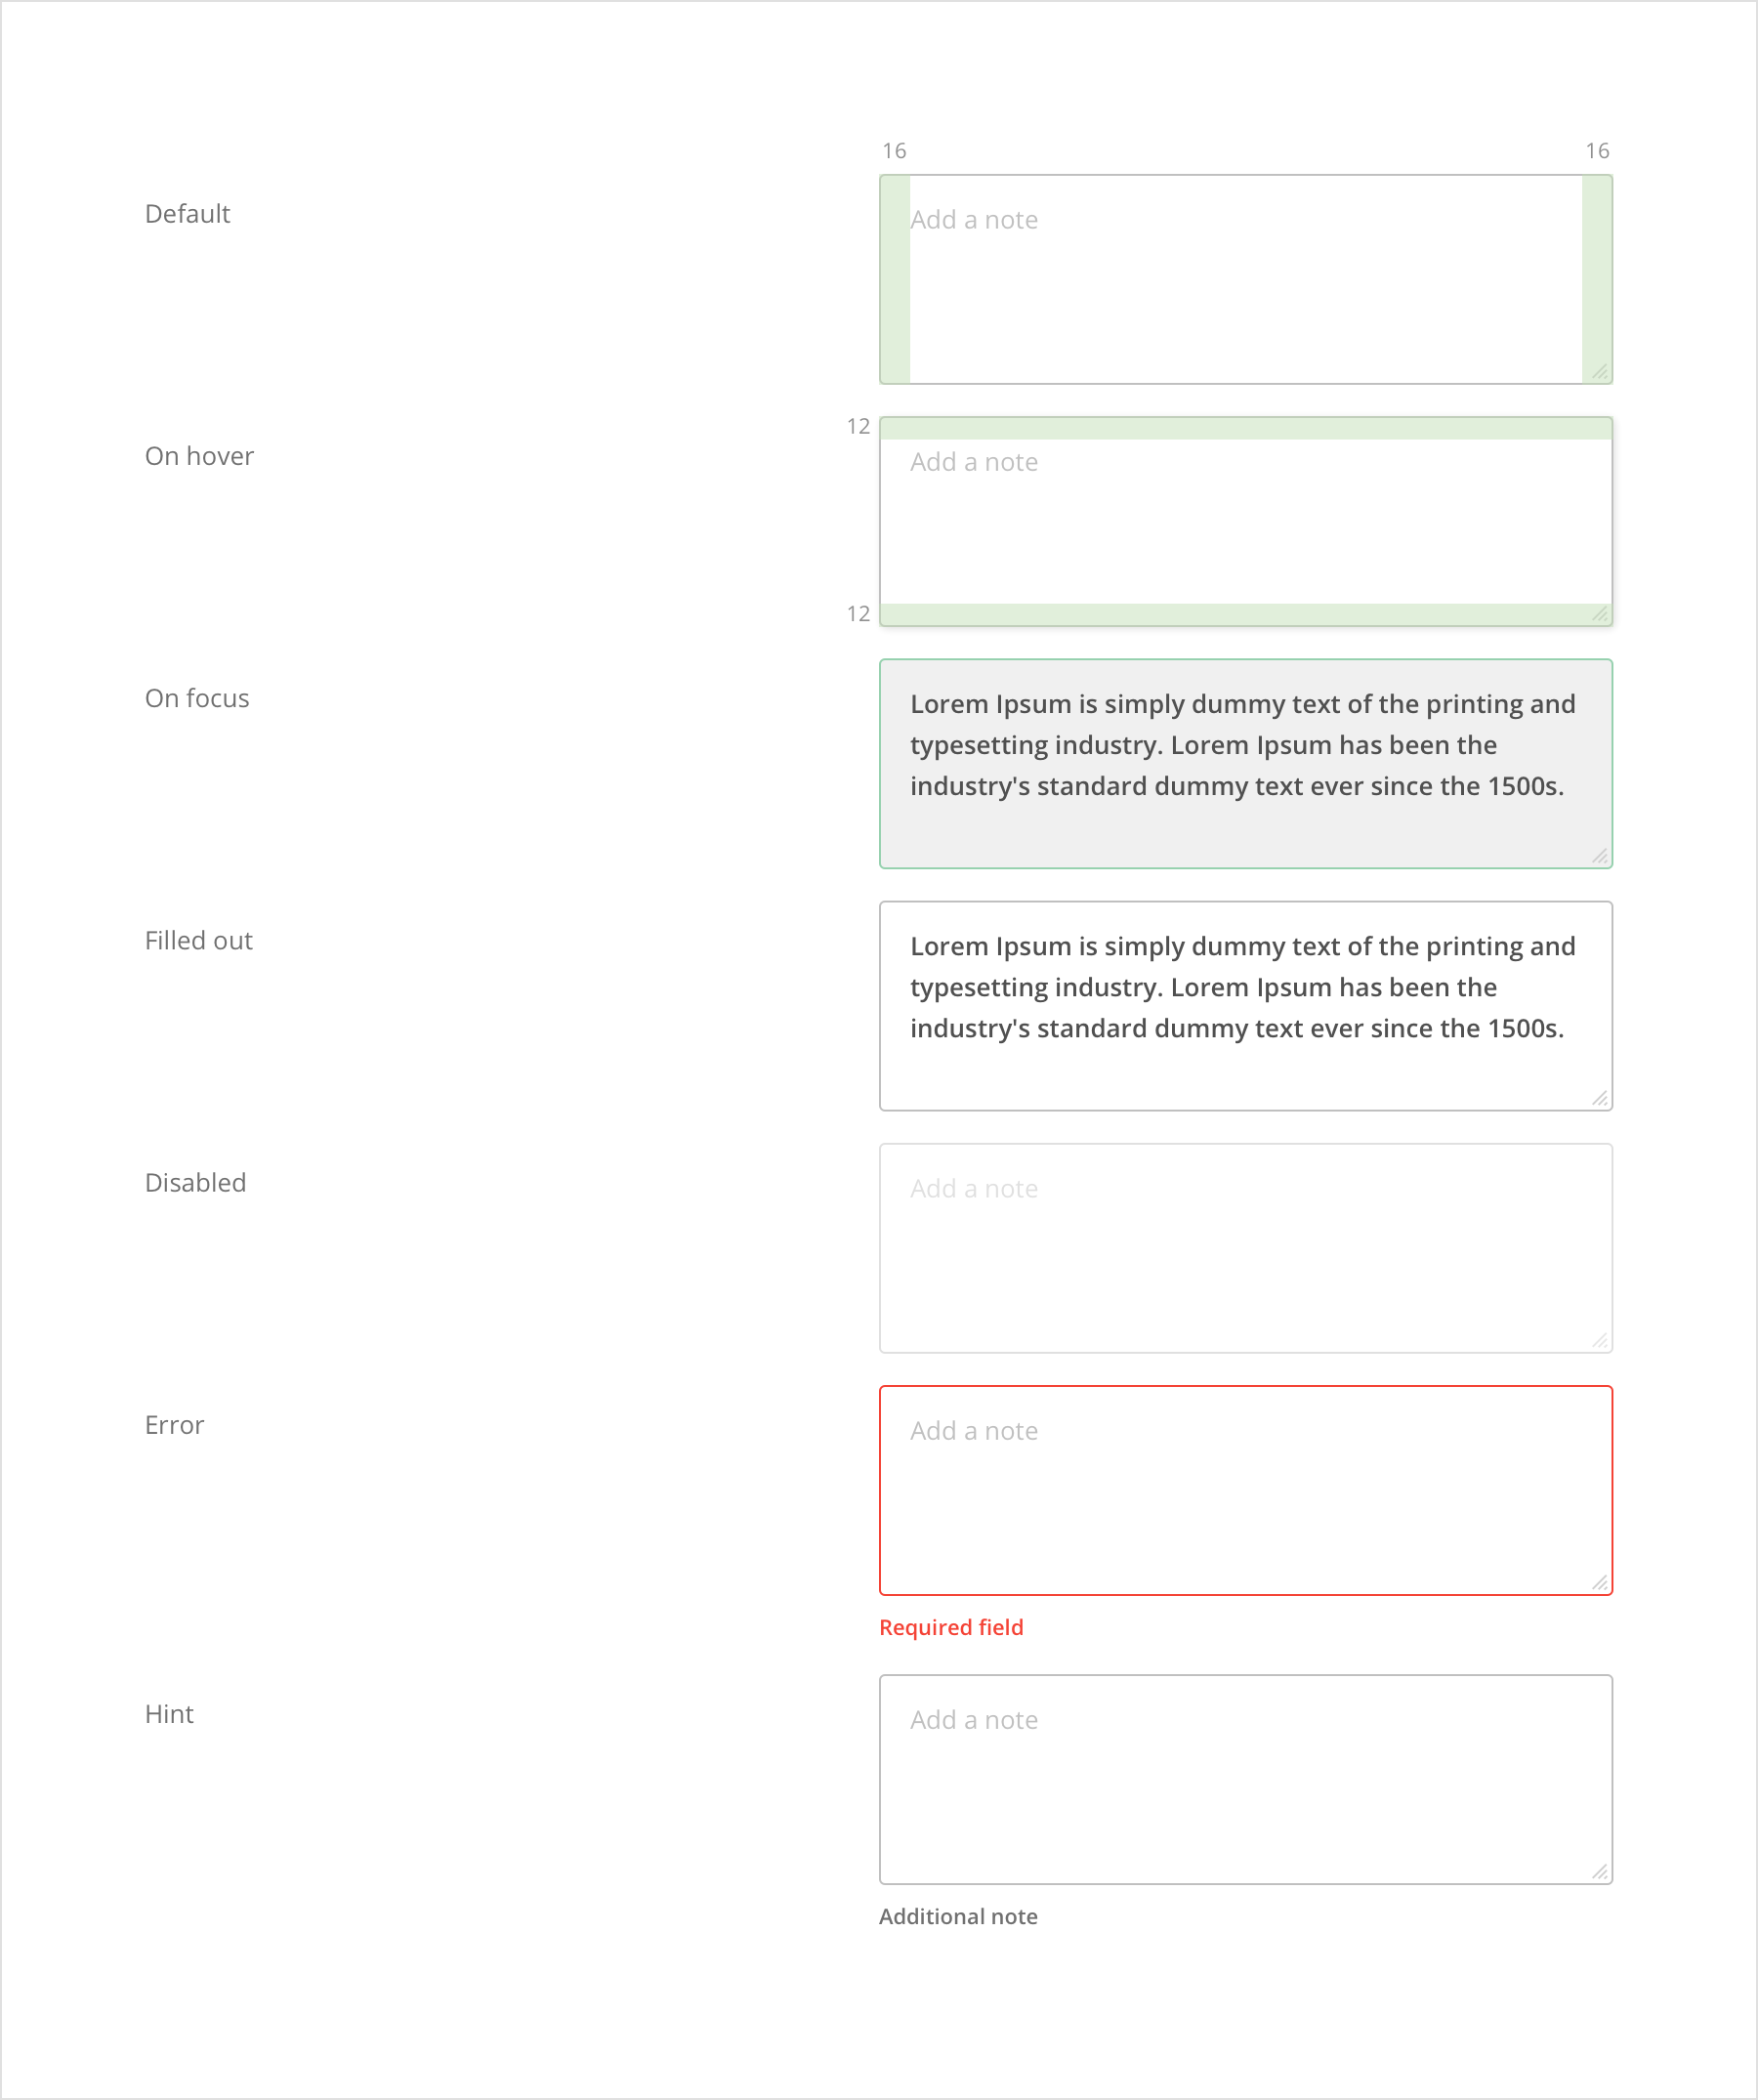 16 16
Default
Add a note
12
On hover
Add a note
12
On focus
Lorem Ipsum is simply dummy text of the printing and
typesetting industry. Lorem Ipsum has been the
industry's standard dummy text ever since the 1500s.
Filled out
Lorem Ipsum is simply dummy text of the printing and
typesetting industry. Lorem Ipsum has been the
industry's standard dummy text ever since the 1500s.
Disabled
Add a note
Error
Add a note
Required field
Hint
Add a note
Additional note